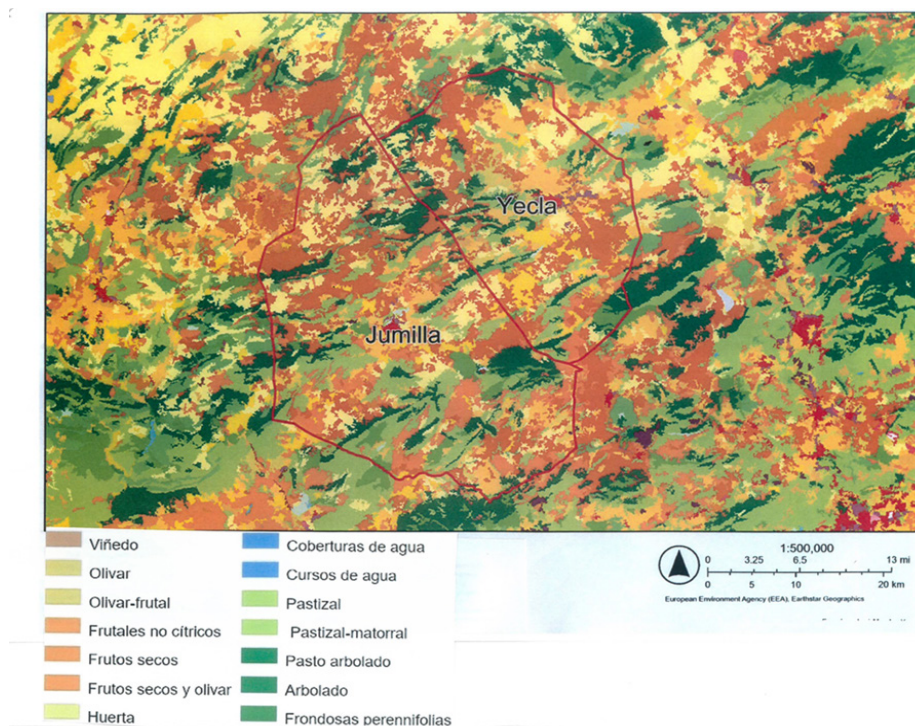 Yecla
Jumilla
Viñedo
Olivar
Olivar-frutal
Frutales no cítricos
Frutos secos
Frutos secos y olivar
Huerta
Coberturas de agua
Cursos de agua
Pastizal
Pastizal-matorral
Pasto arbolado
Arbolado
Frondosas perennifolias
1:500,000
0 3.25 6.5 13 mi
0 5 10 20 km
European Environment Agency (EEA), Earthstar Geographics